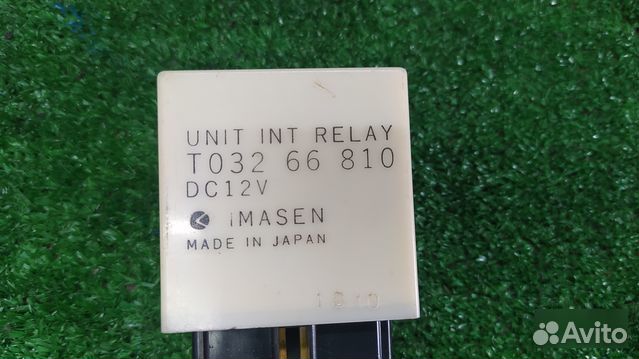 UNIT INT RELAY
T032 66 810
DC12V
iMASEN
MADE IN JAPAN
Avito